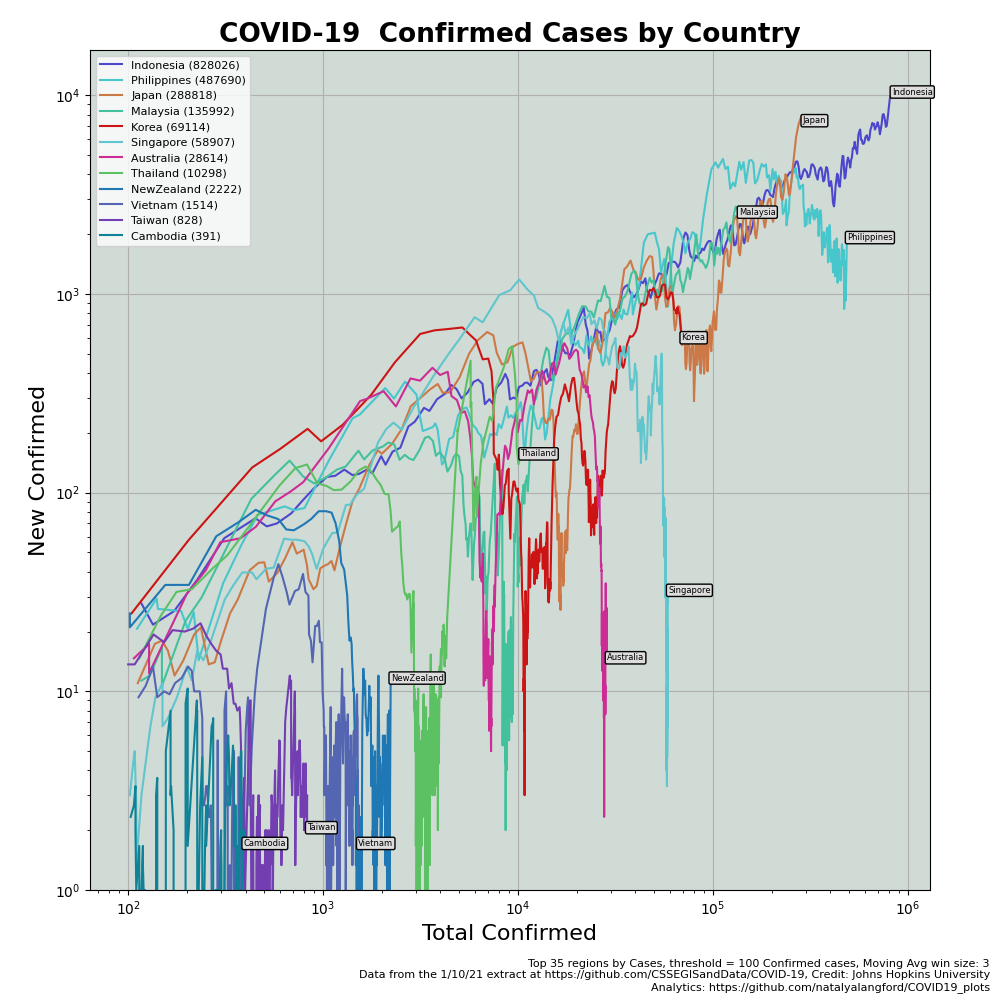 COVID-19  Confirmed Cases by Country
Indonesia (828026)
Philippines (487690)
Japan (288818)
Malaysia (135992)
Korea (69114)
Singapore (58907)
Australia (28614)
Thailand (10298)
NewZealand (2222)
Vietnam (1514)
Taiwan (828)
Cambodia (391)
Indonesia
Japan
Malaysia
Philippines
Korea
Thailand
Singapore
Australia
NewZealand
Taiwan
Cambodia
Vietnam
New Confirmed
10⁴
10³
10²
10¹
10⁰
10² 10³ 10⁴ 10⁵ 10⁶
Total Confirmed
Top 35 regions by Cases, threshold = 100 Confirmed cases, Moving Avg win size: 3
Data from the 1/10/21 extract at https://github.com/CSSEGISandData/COVID-19, Credit: Johns Hopkins University
Analytics: https://github.com/natalyalangford/COVID19_plots